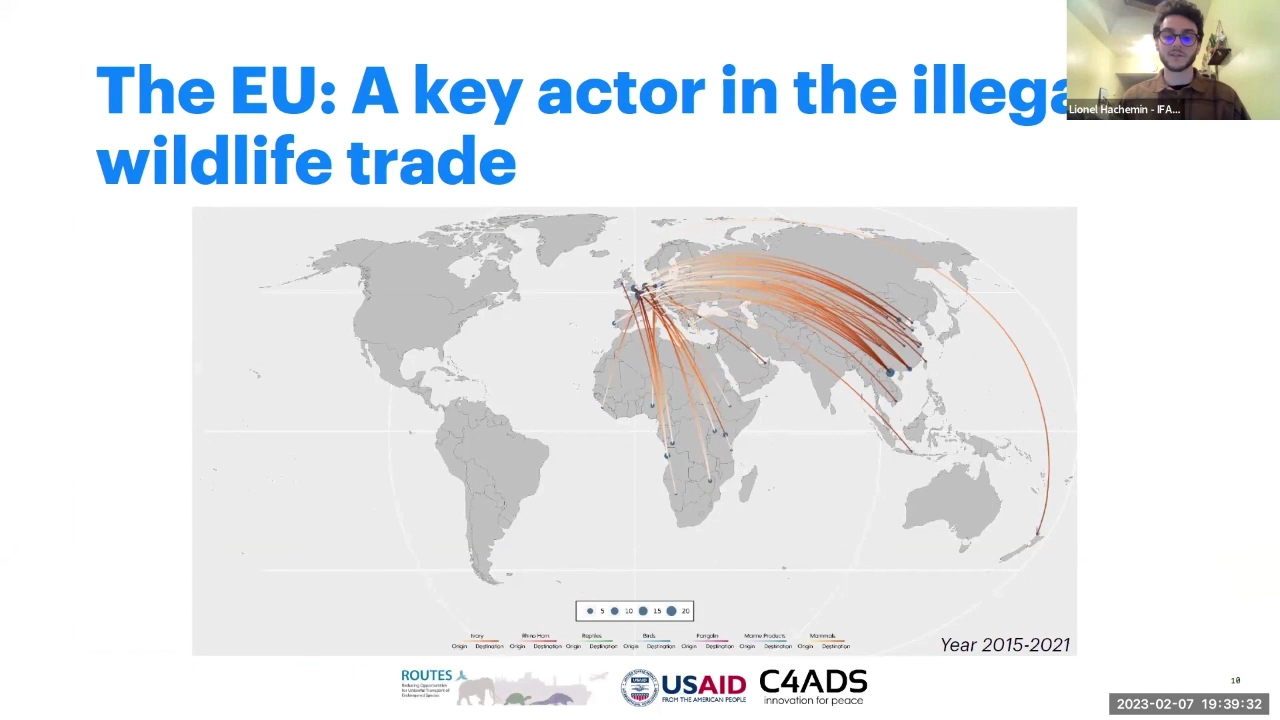 The EU: A key actor in the illega
wildlife trade
Lionel Hachemin - IFA...
5 10 15 20
Ivory Rhino Horn Reptiles Birds Pangolin Marine Products Mammals
Origin Destination Origin Destination Origin Destination Origin Destination Origin Destination Origin Destination Origin Destination
Year 2015-2021
ROUTES
Reducing Opportunities
for Unlawful Transport of
Endangered Species
USAID
USAID
FROM THE AMERICAN PEOPLE
C4ADS
innovation for peace
10
2023-02-07 19:39:32